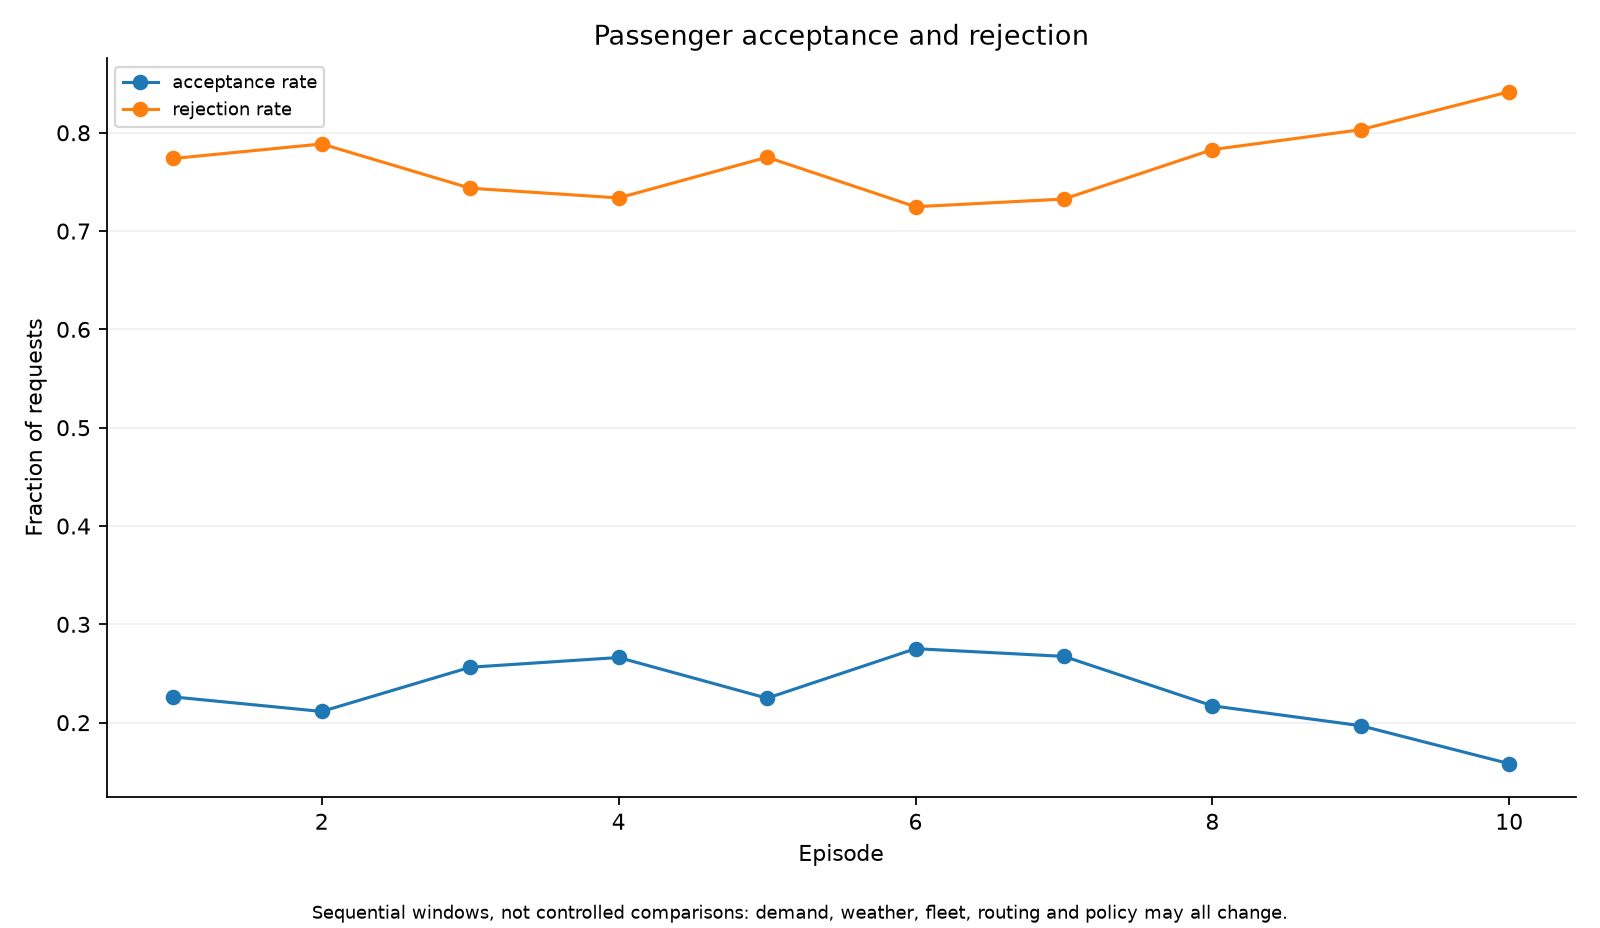 Passenger acceptance and rejection
acceptance rate
rejection rate
0.8
0.7
0.6
0.5
0.4
0.3
0.2
Fraction of requests
2 4 6 8 10
Episode
Sequential windows, not controlled comparisons: demand, weather, fleet, routing and policy may all change.